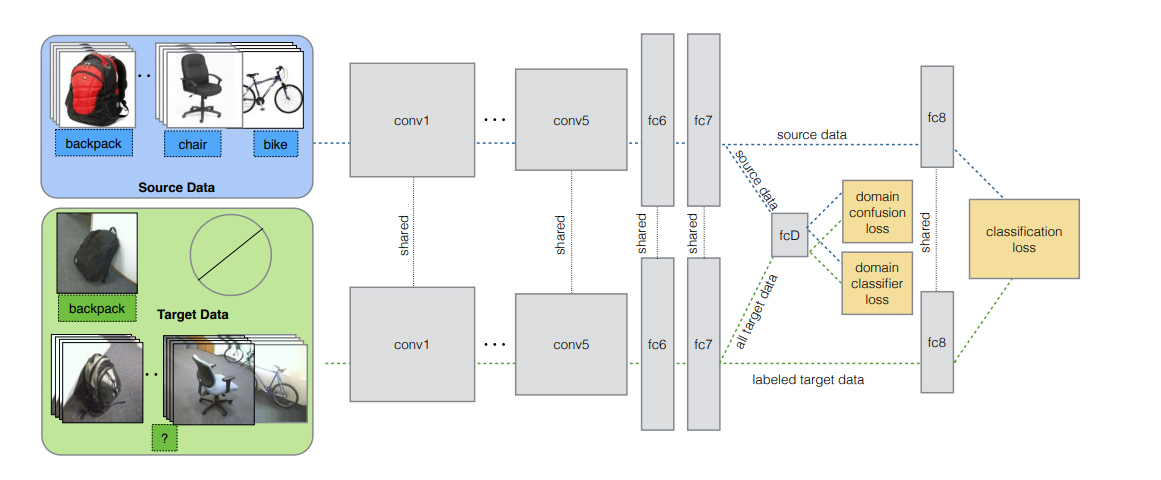 backpack
chair
bike
Source Data
backpack
Target Data
?
conv1
conv5
fc6
fc7
source data
fc8
source data
shared
shared
shared
shared
shared
fcD
domain
confusion
loss
domain
classifier
loss
classification
loss
all target data
conv1
conv5
fc6
fc7
labeled target data
fc8